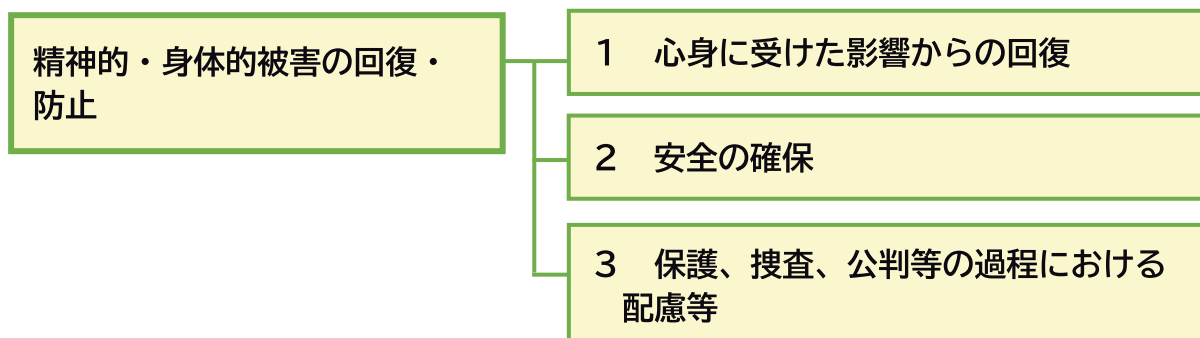 精神的・身体的被害の回復・
防止
１　心身に受けた影響からの回復
２　安全の確保
３　保護、捜査、公判等の過程における
配慮等